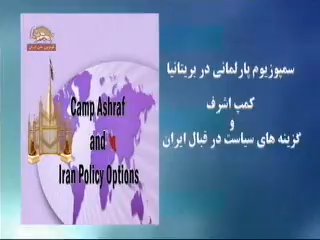 سمپوزیوم پارلمانی در بریتانیا
کمپ اشرف
و
گزینه های سیاست در قبال ایران
Camp Ashraf
and
Iran Policy Options